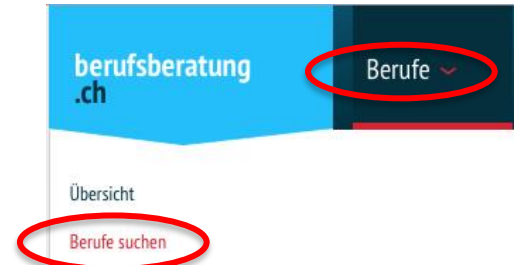 berufsberatung
.ch
Berufe
Übersicht
Berufe suchen